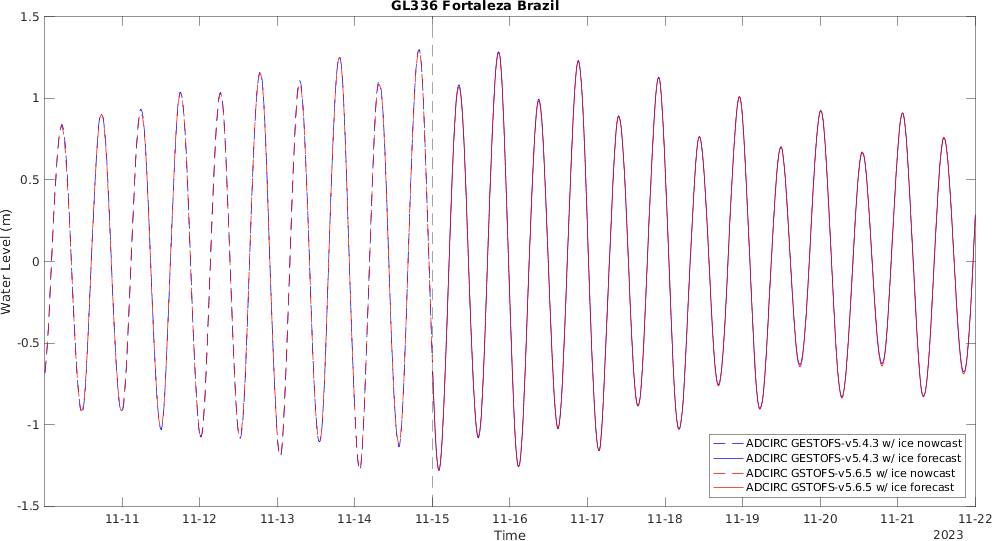 GL336 Fortaleza Brazil
1.5
1
0.5
0
-0.5
-1
-1.5
Water Level (m)
11-11
11-12
11-13
11-14
11-15
11-16
11-17
11-18
11-19
11-20
11-21
11-22
Time
2023
ADCIRC GESTOFS-v5.4.3 w/ ice nowcast
ADCIRC GESTOFS-v5.4.3 w/ ice forecast
ADCIRC GSTOFS-v5.6.5 w/ ice nowcast
ADCIRC GSTOFS-v5.6.5 w/ ice forecast